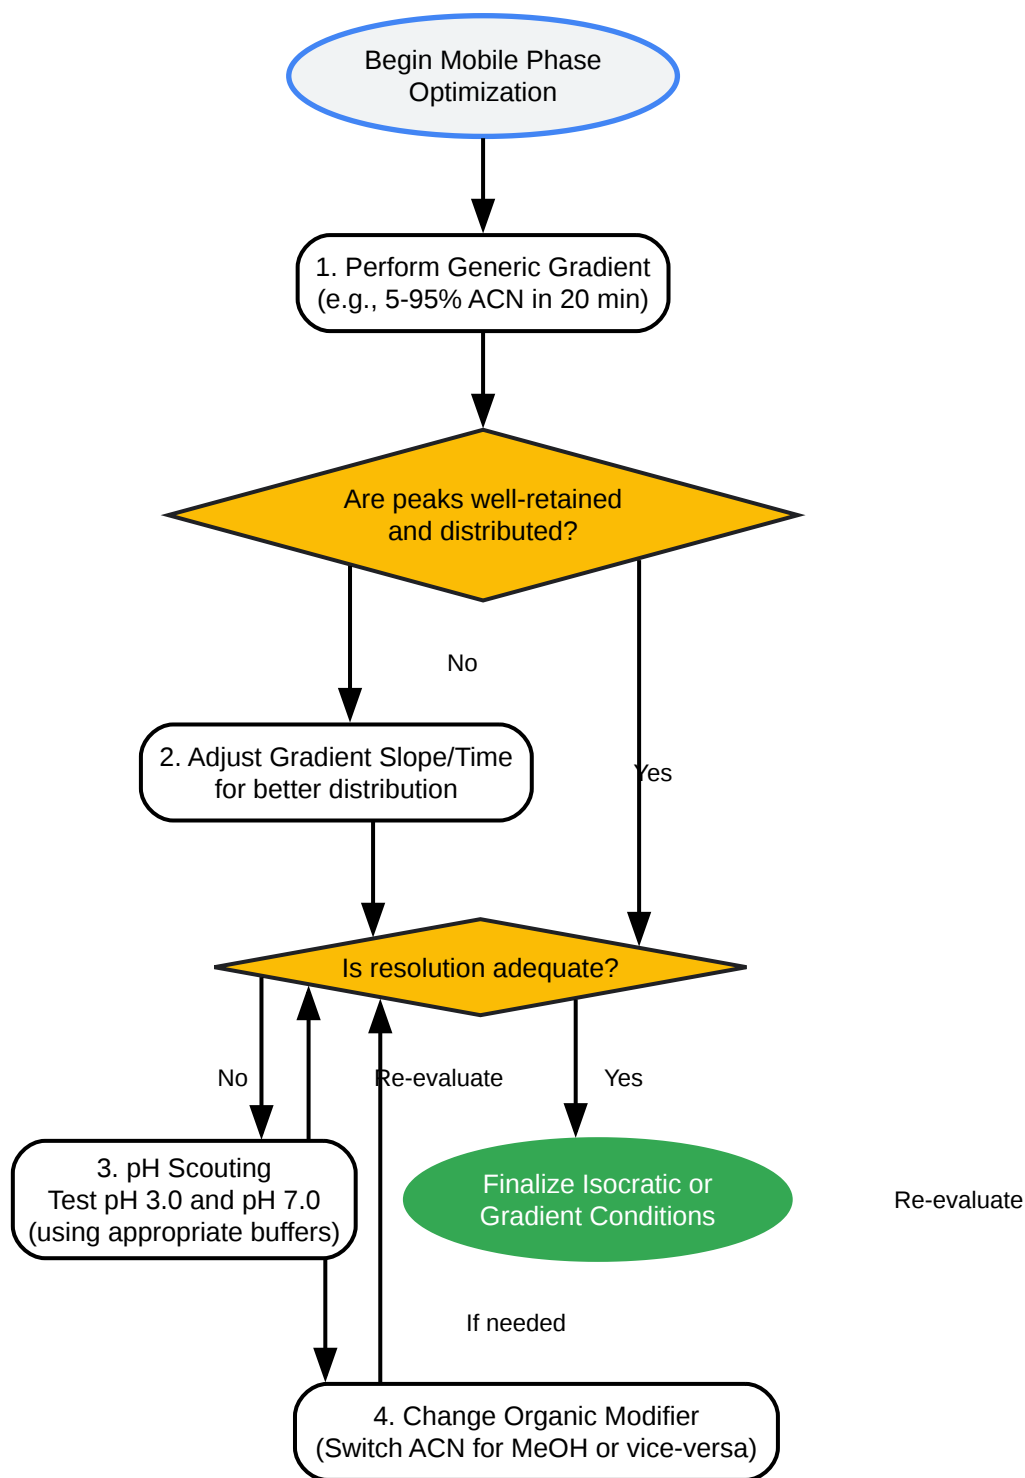 Begin Mobile Phase
Optimization
1. Perform Generic Gradient
(e.g., 5-95% ACN in 20 min)
Are peaks well-retained
and distributed?
No
2. Adjust Gradient Slope/Time
for better distribution
Yes
Is resolution adequate?
No
Re-evaluate
Yes
3. pH Scouting
Test pH 3.0 and pH 7.0
(using appropriate buffers)
Finalize Isocratic or
Gradient Conditions
Re-evaluate
If needed
4. Change Organic Modifier
(Switch ACN for MeOH or vice-versa)